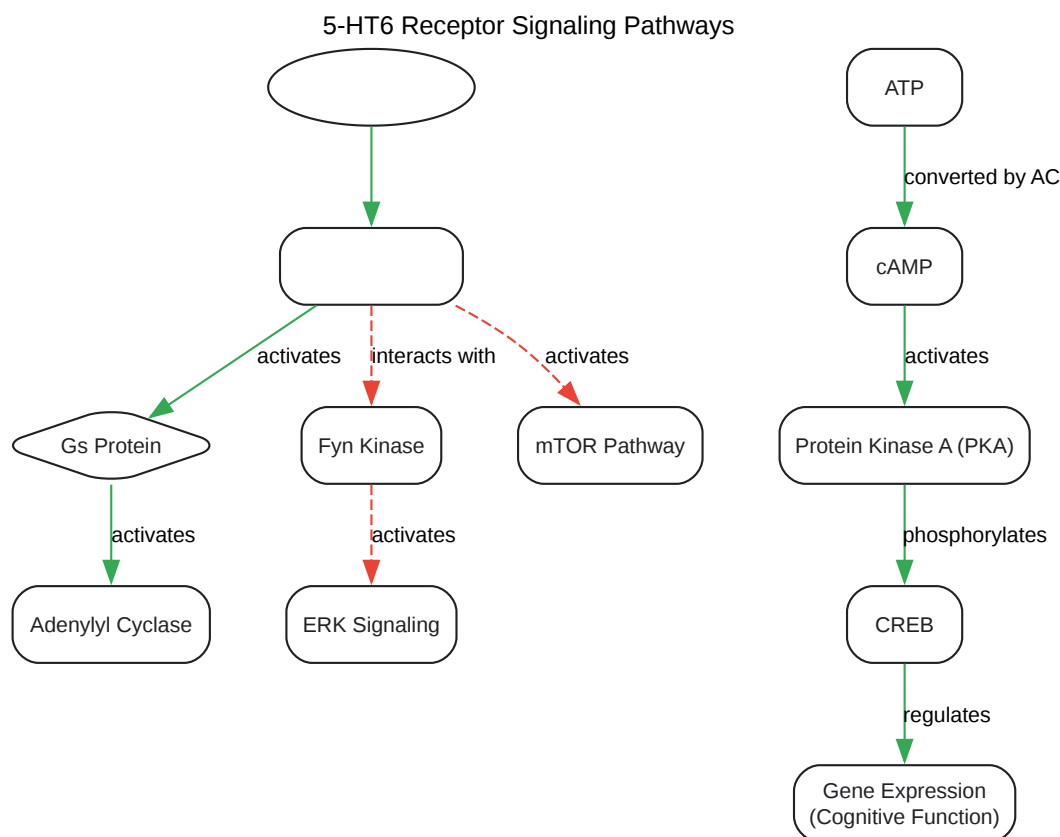 5-HT6 Receptor Signaling Pathways
ATP
converted by AC
cAMP
activates
interacts with
activates
activates
Gs Protein
Fyn Kinase
mTOR Pathway
Protein Kinase A (PKA)
activates
activates
phosphorylates
Adenylyl Cyclase
ERK Signaling
CREB
regulates
Gene Expression
(Cognitive Function)